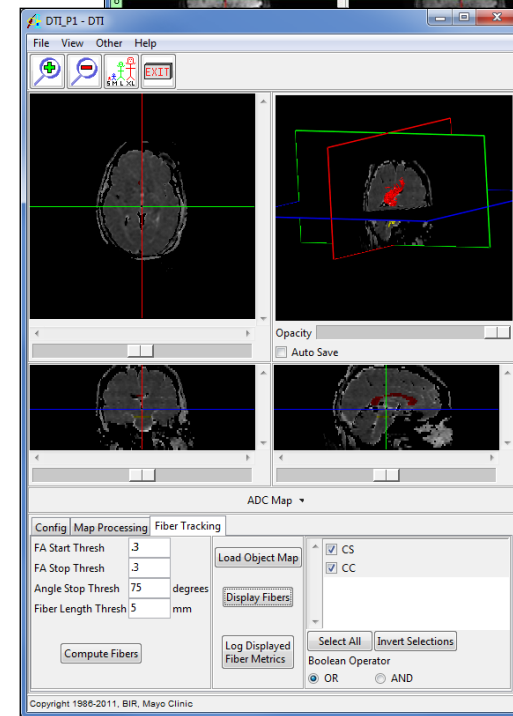 DTI_P1 - DTI
File View Other Help
S M L XL EXIT
Opacity
Auto Save
ADC Map
Config Map Processing Fiber Tracking
FA Start Thresh .3
FA Stop Thresh .3
Angle Stop Thresh 75 degrees
Fiber Length Thresh 5 mm
Compute Fibers
Load Object Map
Display Fibers
Log Displayed
Fiber Metrics
CS
CC
Select All Invert Selections
Boolean Operator
OR AND
Copyright 1986-2011, BIR, Mayo Clinic